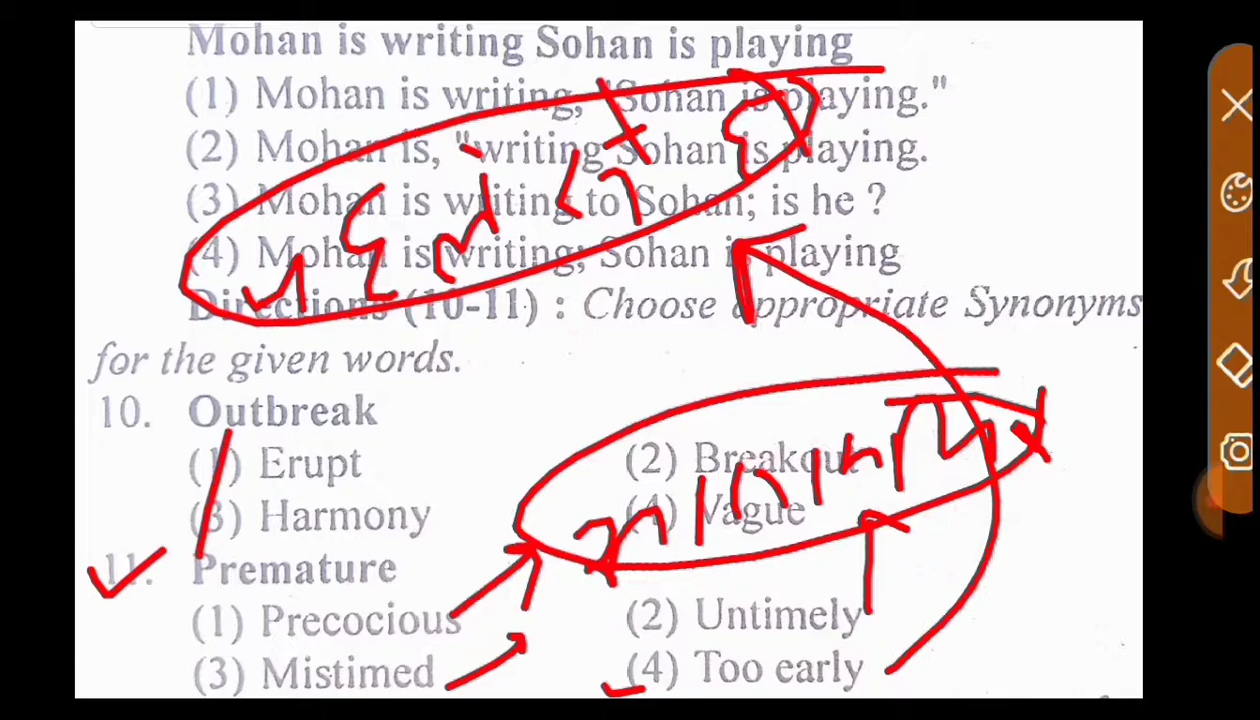 Mohan is writing Sohan is playing
(1) Mohan is writing, "Sohan is playing."
(2) Mohan is, "writing Sohan is playing.
(3) Mohan is writing to Sohan; is he ?
(4) Mohan is writing; Sohan is playing
Directions (10-11) : Choose appropriate Synonyms
for the given words.
10. Outbreak
(1) Erupt (2) Breakout
(3) Harmony (4) Vague
11. Premature
(1) Precocious (2) Untimely
(3) Mistimed (4) Too early